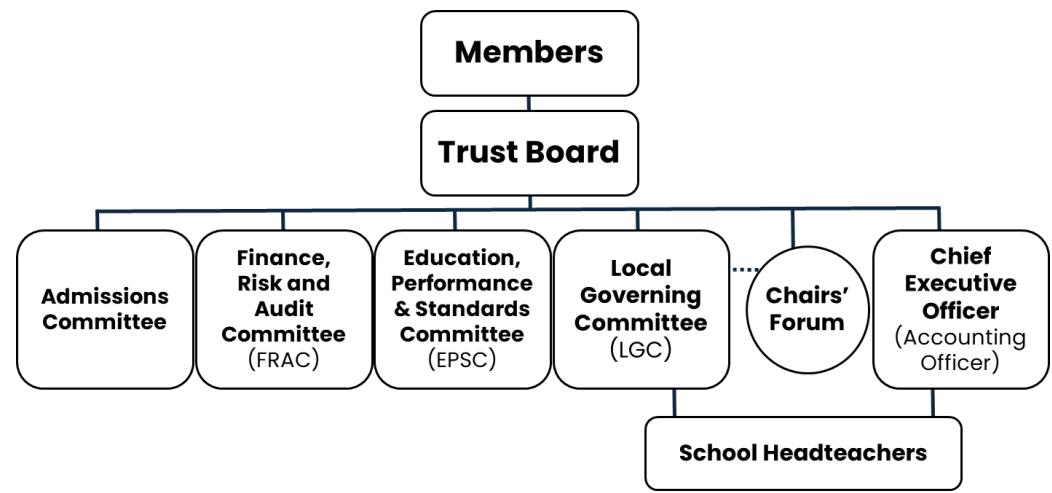 Members
Trust Board
Admissions
Committee
Finance,
Risk and
Audit
Committee
(FRAC)
Education,
Performance
& Standards
Committee
(EPSC)
Local
Governing
Committee
(LGC)
Chairs’
Forum
Chief
Executive
Officer
(Accounting
Officer)
School Headteachers